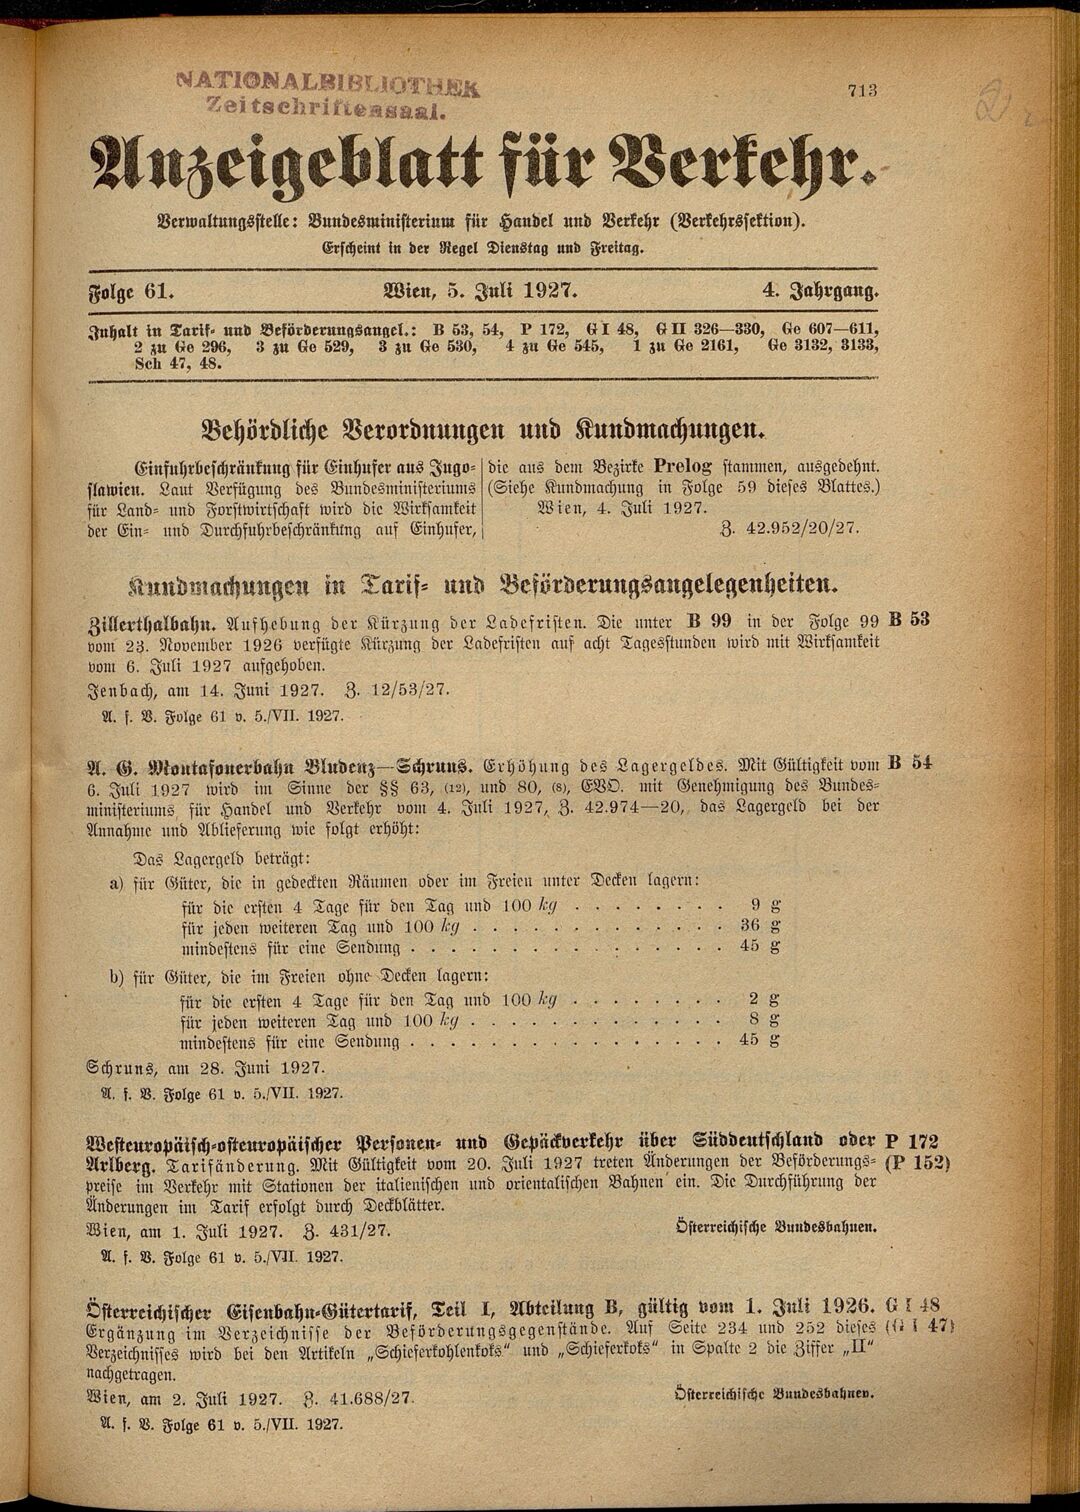 NATIONALBIBLIOTHEK
Zeitschriftensaal.
713
Anzeigeblatt für Verkehr.
Verwaltungsstelle: Bundesministerium für Handel und Verkehr (Verkehrssektion).
Erscheint in der Regel Dienstag und Freitag.
Folge 61. Wien, 5. Juli 1927. 4. Jahrgang.
Inhalt in Tarif- und Beförderungsangel.: B 53, 54, P 172, G I 48, G II 326—330, Ge 607—611,
2 zu Ge 296, 3 zu Ge 529, 3 zu Ge 530, 4 zu Ge 545, 1 zu Ge 2161, Ge 3132, 3133,
Sch 47, 48.
Behördliche Verordnungen und Kundmachungen.
Einfuhrbeschränkung für Einhufer aus Jugo-
slawien. Laut Verfügung des Bundesministeriums
für Land- und Forstwirtschaft wird die Wirksamkeit
der Ein- und Durchfuhrbeschränkung auf Einhufer,
die aus dem Bezirke Prelog stammen, ausgedehnt.
(Siehe Kundmachung in Folge 59 dieses Blattes.)
Wien, 4. Juli 1927.
Z. 42.952/20/27.
Kundmachungen in Tarif- und Beförderungsangelegenheiten.
Zillerthalbahn. Aufhebung der Kürzung der Ladefristen. Die unter B 99 in der Folge 99 B 53
vom 23. November 1926 verfügte Kürzung der Ladefristen auf acht Tagesstunden wird mit Wirksamkeit
vom 6. Juli 1927 aufgehoben.
Jenbach, am 14. Juni 1927. Z. 12/53/27.
A. f. V. Folge 61 v. 5./VII. 1927.
A. G. Montafonerbahn Bludenz—Schruns. Erhöhung des Lagergeldes. Mit Gültigkeit vom B 54
6. Juli 1927 wird im Sinne der §§ 63, (12), und 80, (8), EVO. mit Genehmigung des Bundes-
ministeriums für Handel und Verkehr vom 4. Juli 1927, Z. 42.974—20, das Lagergeld bei der
Annahme und Ablieferung wie folgt erhöht:
Das Lagergeld beträgt:
a) für Güter, die in gedeckten Räumen oder im Freien unter Decken lagern:
für die ersten 4 Tage für den Tag und 100 kg . . . . . . . . 9 g
für jeden weiteren Tag und 100 kg . . . . . . . . . . . . . 36 g
mindestens für eine Sendung . . . . . . . . . . . . . . . . 45 g
b) für Güter, die im Freien ohne Decken lagern:
für die ersten 4 Tage für den Tag und 100 kg . . . . . . . . 2 g
für jeden weiteren Tag und 100 kg . . . . . . . . . . . . . 8 g
mindestens für eine Sendung . . . . . . . . . . . . . . . . 45 g
Schruns, am 28. Juni 1927.
A. f. V. Folge 61 v. 5./VII. 1927.
Westeuropäisch-osteuropäischer Personen- und Gepäckverkehr über Süddeutschland oder P 172
Arlberg. Tarifänderung. Mit Gültigkeit vom 20. Juli 1927 treten Änderungen der Beförderungs- (P 152)
preise im Verkehr mit Stationen der italienischen und orientalischen Bahnen ein. Die Durchführung der
Änderungen im Tarif erfolgt durch Deckblätter.
Wien, am 1. Juli 1927. Z. 431/27. Österreichische Bundesbahnen.
A. f. V. Folge 61 v. 5./VII. 1927.
Österreichischer Eisenbahn-Gütertarif, Teil I, Abteilung B, gültig vom 1. Juli 1926. G I 48
Ergänzung im Verzeichnisse der Beförderungsgegenstände. Auf Seite 234 und 252 dieses (G I 47)
Verzeichnisses wird bei den Artikeln „Schieferkohlenkoks“ und „Schieferkoks“ in Spalte 2 die Ziffer „II“
nachgetragen.
Wien, am 2. Juli 1927. Z. 41.688/27. Österreichische Bundesbahnen.
A. f. V. Folge 61 v. 5./VII. 1927.